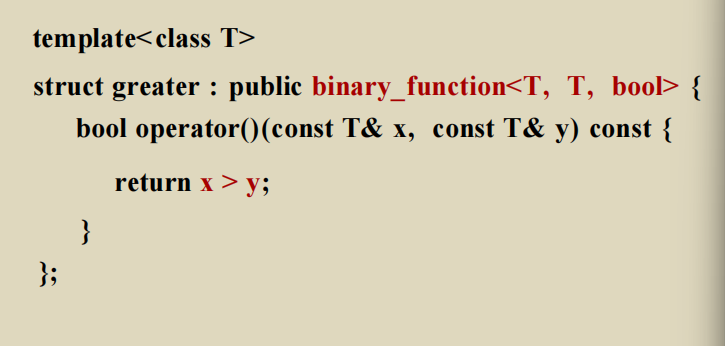 template<class T>
struct greater : public binary_function<T, T, bool> {
bool operator()(const T& x, const T& y) const {
return x > y;
}
};